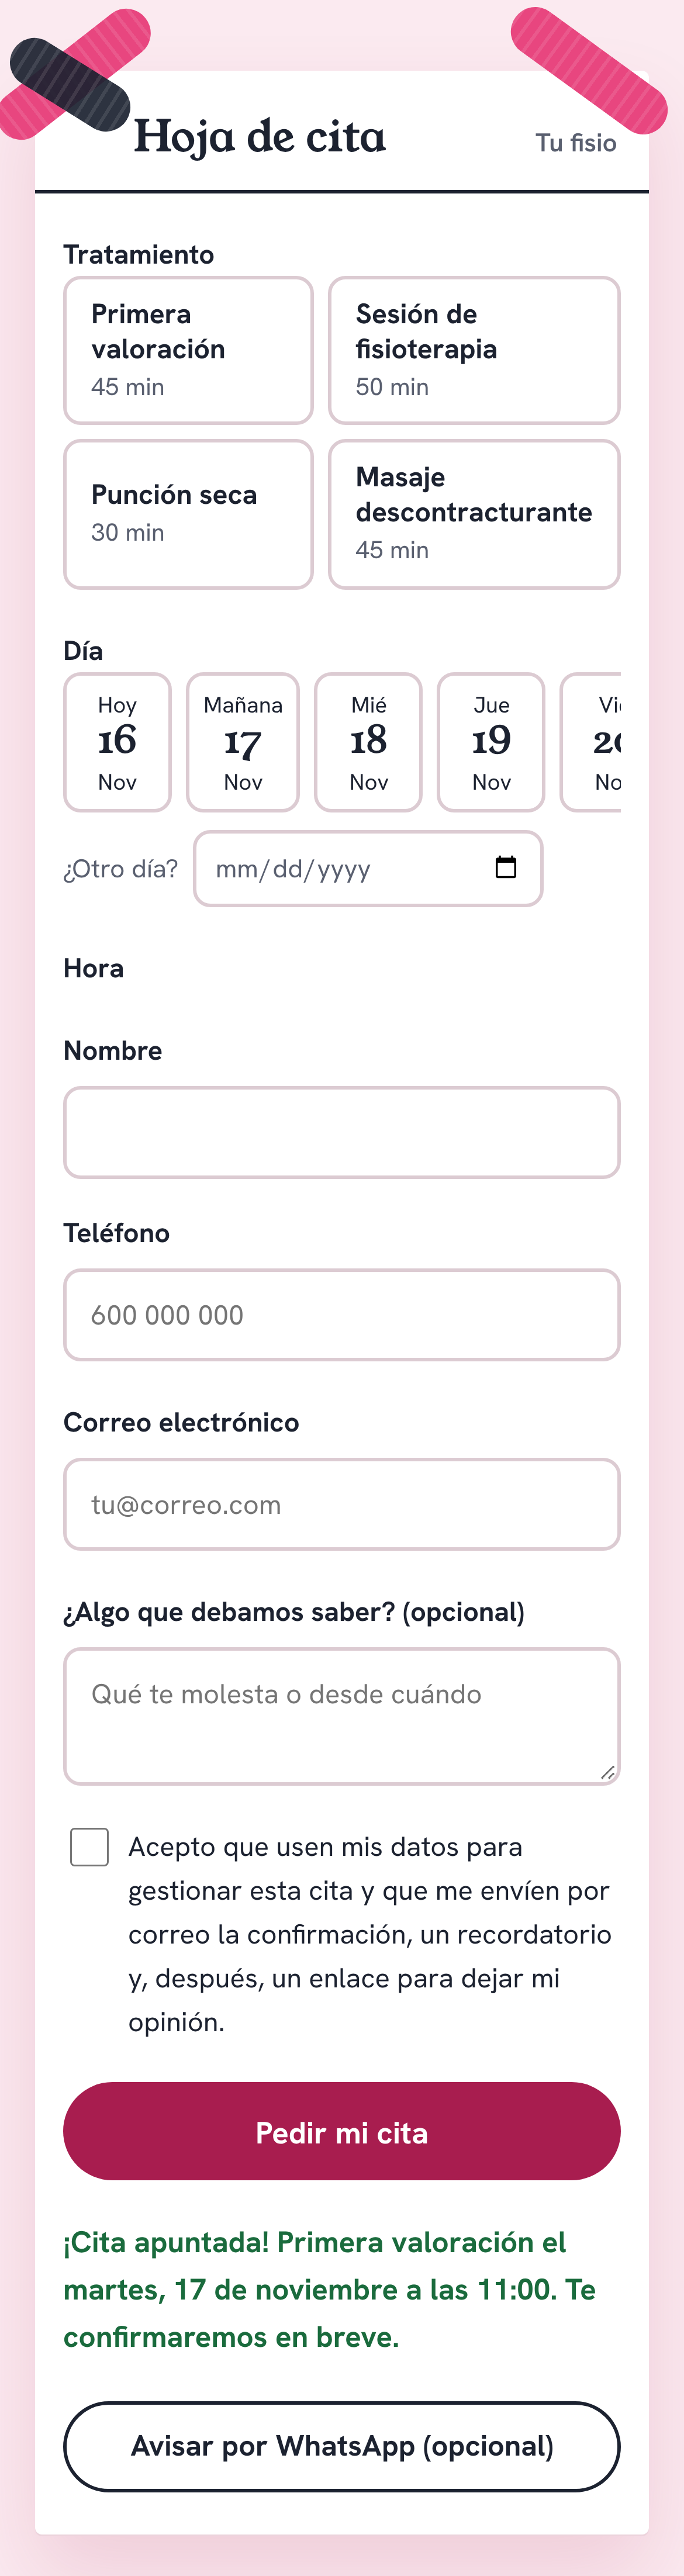 Hoja de cita
Tu fisio
Tratamiento
Primera
valoración
45 min
Sesión de
fisioterapia
50 min
Punción seca
30 min
Masaje
descontracturante
45 min
Día
Hoy
16
Nov
Mañana
17
Nov
Mié
18
Nov
Jue
19
Nov
¿Otro día?
mm/dd/yyyy
Hora
Nombre
Teléfono
600 000 000
Correo electrónico
tu@correo.com
¿Algo que debamos saber? (opcional)
Qué te molesta o desde cuándo
Acepto que usen mis datos para
gestionar esta cita y que me envíen por
correo la confirmación, un recordatorio
y, después, un enlace para dejar mi
opinión.
Pedir mi cita
¡Cita apuntada! Primera valoración el
martes, 17 de noviembre a las 11:00. Te
confirmaremos en breve.
Avisar por WhatsApp (opcional)